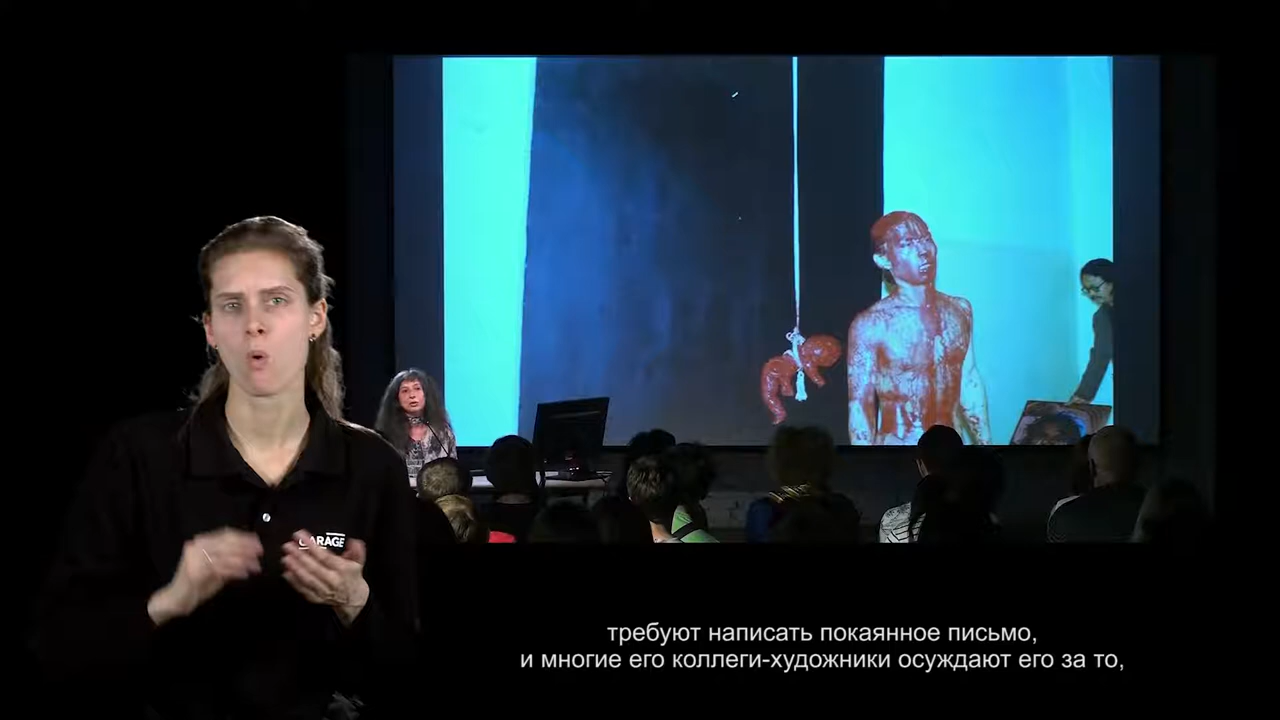 GARAGE
требуют написать покаянное письмо,
и многие его коллеги-художники осуждают его за то,